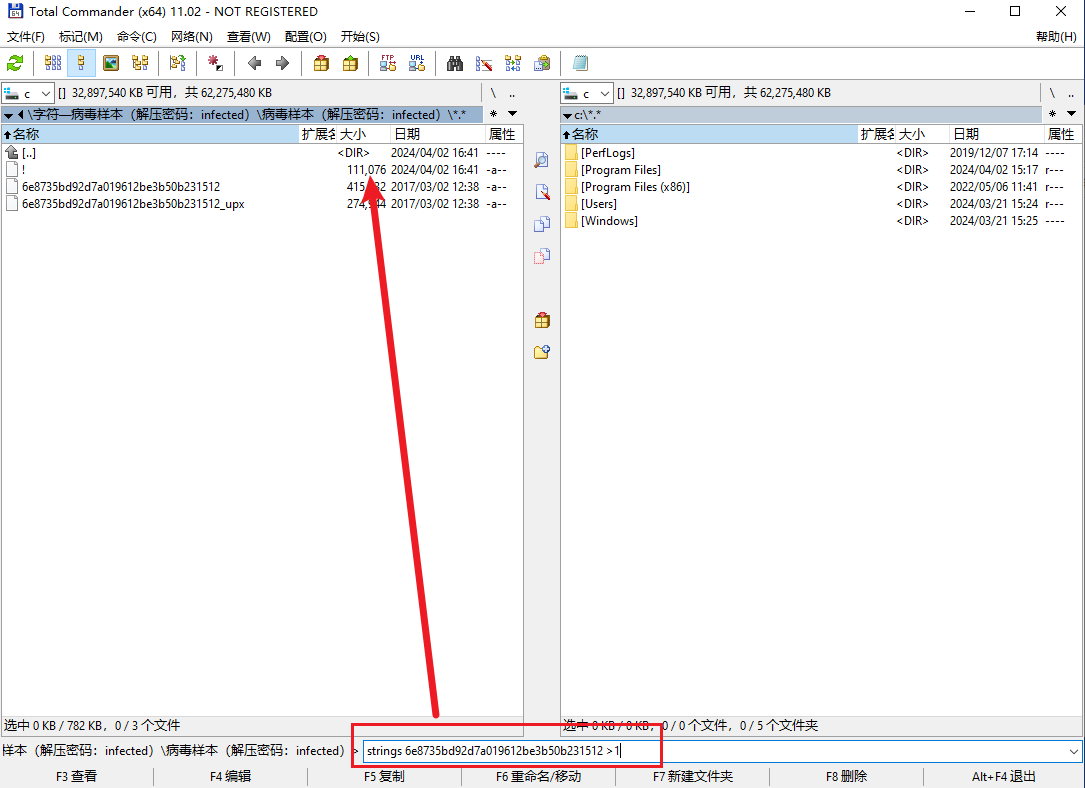 Total Commander (x64) 11.02 - NOT REGISTERED
文件(F) 标记(M) 命令(C) 网络(N) 查看(W) 配置(O) 开始(S) 帮助(H)
FTP URL
c [] 32,897,540 KB 可用，共 62,275,480 KB \ ..
c [] 32,897,540 KB 可用，共 62,275,480 KB \ ..
\字符—病毒样本（解压密码：infected）\病毒样本（解压密码：infected）\*.* *
c:\*.* *
名称 扩展名 大小 日期 属性
[..] <DIR> 2024/04/02 16:41 ----
! 111,076 2024/04/02 16:41 -a--
6e8735bd92d7a019612be3b50b231512 2017/03/02 12:38 -a--
6e8735bd92d7a019612be3b50b231512_upx 2017/03/02 12:38 -a--
名称 扩展名 大小 日期 属性
[PerfLogs] <DIR> 2019/12/07 17:14 ----
[Program Files] <DIR> 2024/04/02 15:17 r---
[Program Files (x86)] <DIR> 2022/05/06 11:41 r---
[Users] <DIR> 2024/03/21 15:24 r---
[Windows] <DIR> 2024/03/21 15:25 ----
选中 0 KB / 782 KB，0 / 3 个文件
选中 0 KB / 0 KB，0 / 0 个文件，0 / 5 个文件夹
样本（解压密码：infected）\病毒样本（解压密码：infected）> strings 6e8735bd92d7a019612be3b50b231512 >1
F3 查看 F4 编辑 F5 复制 F6 重命名/移动 F7 新建文件夹 F8 删除 Alt+F4 退出